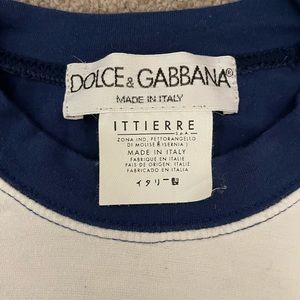 DOLCE & GABBANA®
MADE IN ITALY
ITTIERRE
S.P.A.
ZONA IND. PETTORANELLO
DI MOLISE (ISERNIA)
MADE IN ITALY
FABRIQUE EN ITALIE
PAIS DE ORIGEN: ITALIE
FABRICADO EN ITALIA
イタリー製